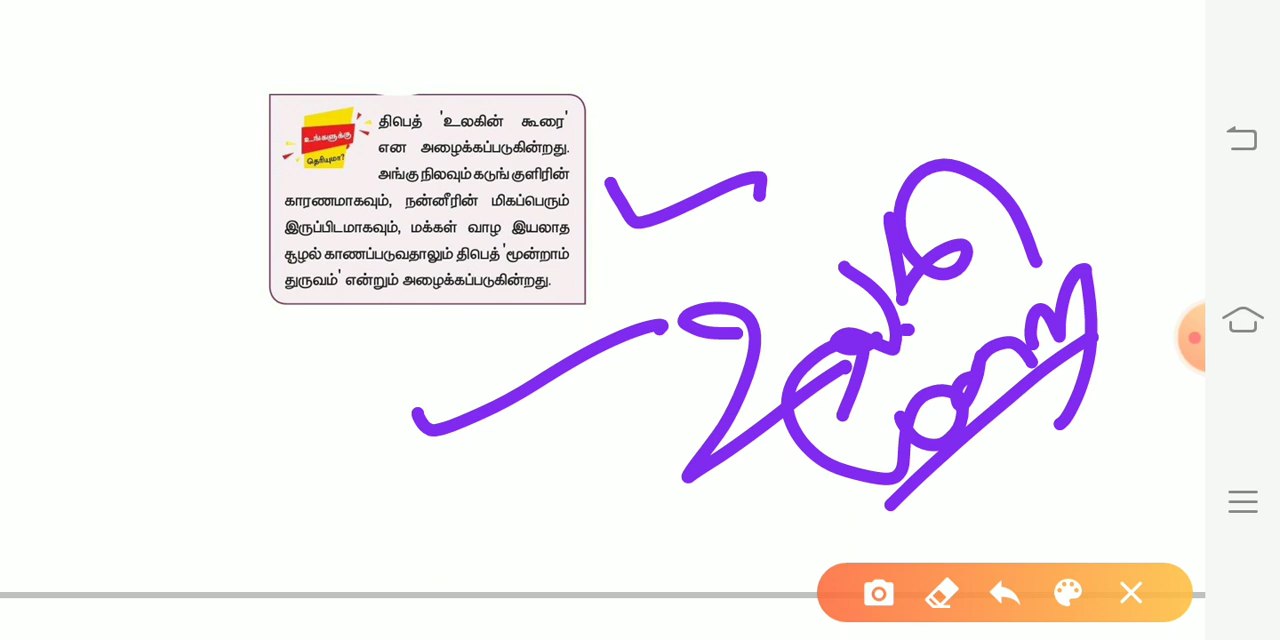 உங்களுக்கு
தெரியுமா?
திபெத் 'உலகின் கூரை'
என அழைக்கப்படுகின்றது.
அங்கு நிலவும் கடுங் குளிரின்
காரணமாகவும், நன்னீரின் மிகப்பெரும்
இருப்பிடமாகவும், மக்கள் வாழ இயலாத
சூழல் காணப்படுவதாலும் திபெத் 'மூன்றாம்
துருவம்' என்றும் அழைக்கப்படுகின்றது.